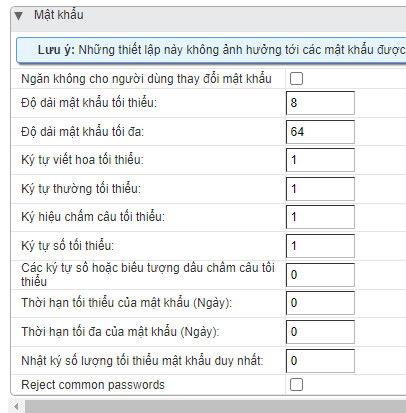 Mật khẩu
Lưu ý: Những thiết lập này không ảnh hưởng tới các mật khẩu được
Ngăn không cho người dùng thay đổi mật khẩu
Độ dài mật khẩu tối thiểu: 8
Độ dài mật khẩu tối đa: 64
Ký tự viết hoa tối thiểu: 1
Ký tự thường tối thiểu: 1
Ký hiệu chấm câu tối thiểu: 1
Ký tự số tối thiểu: 1
Các ký tự số hoặc biểu tượng dấu chấm câu tối
thiểu 0
Thời hạn tối thiểu của mật khẩu (Ngày): 0
Thời hạn tối đa của mật khẩu (Ngày): 0
Nhật ký số lượng tối thiểu mật khẩu duy nhất: 0
Reject common passwords